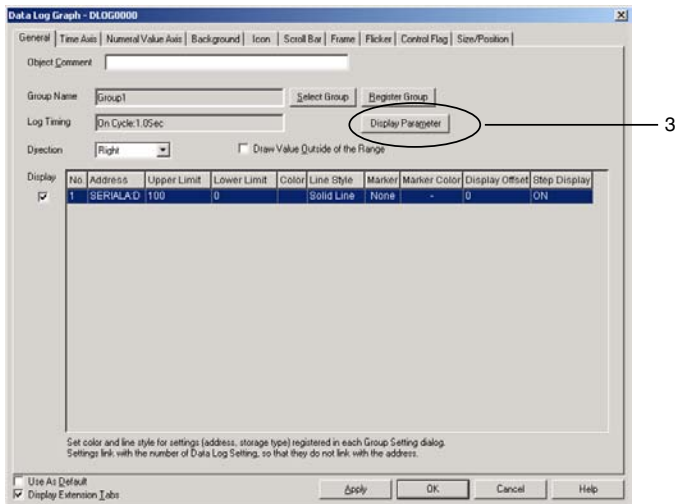 Data Log Graph - DLOG0000
General Time Axis Numeral Value Axis Background Icon Scroll Bar Frame Flicker Control Flag Size/Position
Object Comment
Group Name Group1 Select Group Register Group
Log Timing On Cycle:1.0Sec Display Parameter 3
Direction Right Draw Value Outside of the Range
Display No. Address Upper Limit Lower Limit Color Line Style Marker Marker Color Display Offset Step Display
1 SERIALA:D 100 0 Solid Line None - 0 ON
Set color and line style for settings (address, storage type) registered in each Group Setting dialog.
Settings link with the number of Data Log Setting, so that they do not link with the address.
Use As Default
Display Extension Tabs Apply OK Cancel Help